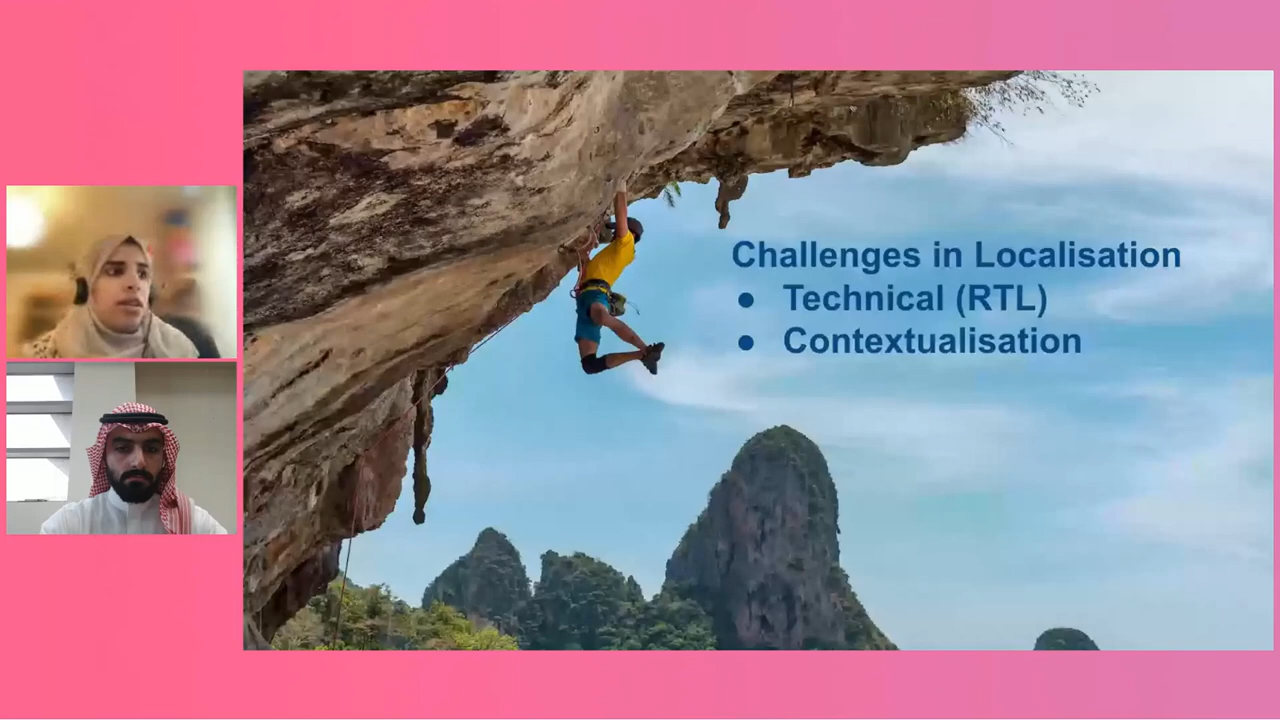 Challenges in Localisation
● Technical (RTL)
● Contextualisation